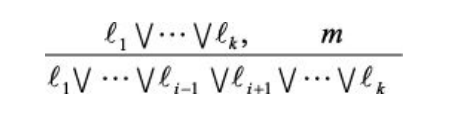 ℓ₁ ⋁ ⋯ ⋁ ℓₖ, m
ℓ₁ ⋁ ⋯ ⋁ ℓᵢ₋₁ ⋁ ℓᵢ₊₁ ⋁ ⋯ ⋁ ℓₖ